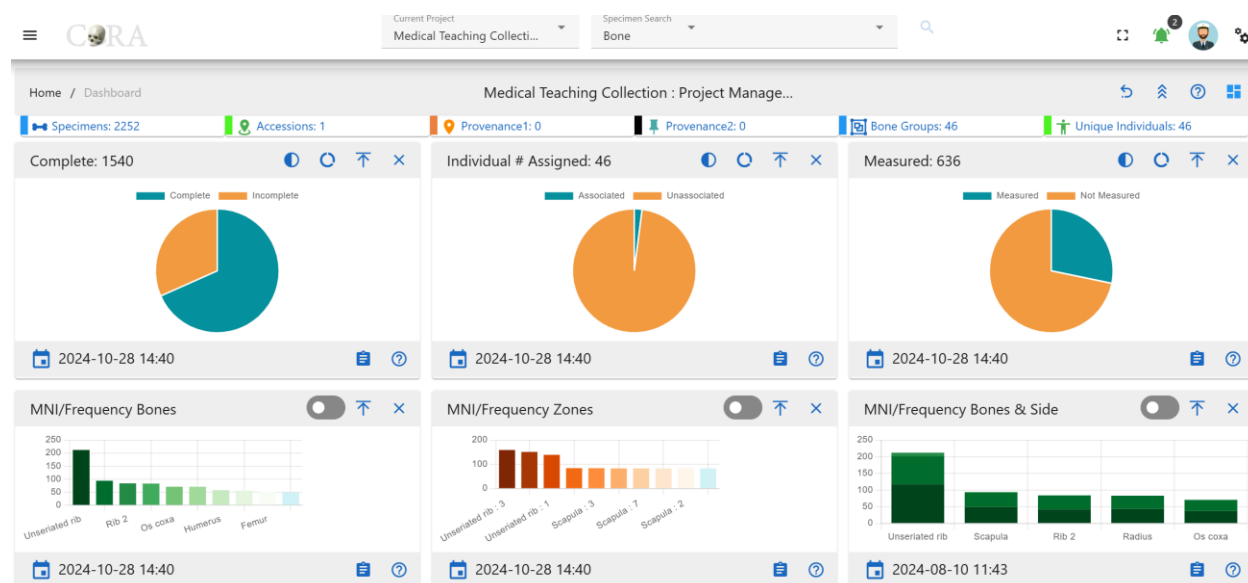 Current Project
Specimen Search
CORA
Medical Teaching Collecti...
Bone
2
Home / Dashboard
Medical Teaching Collection : Project Manage...
Specimens: 2252
Accessions: 1
Provenance1: 0
Provenance2: 0
Bone Groups: 46
Unique Individuals: 46
Complete: 1540
Individual # Assigned: 46
Measured: 636
Complete Incomplete
Associated Unassociated
Measured Not Measured
2024-10-28 14:40
2024-10-28 14:40
2024-10-28 14:40
MNI/Frequency Bones
MNI/Frequency Zones
MNI/Frequency Bones & Side
250
200
150
100
50
0
Unseriated rib
Rib 2
Os coxa
Humerus
Femur
200
100
0
Unseriated rib : 3
Unseriated rib : 1
Scapula : 3
Scapula : 7
Scapula : 2
250
200
150
100
50
0
Unseriated rib
Scapula
Rib 2
Radius
Os coxa
2024-10-28 14:40
2024-10-28 14:40
2024-08-10 11:43